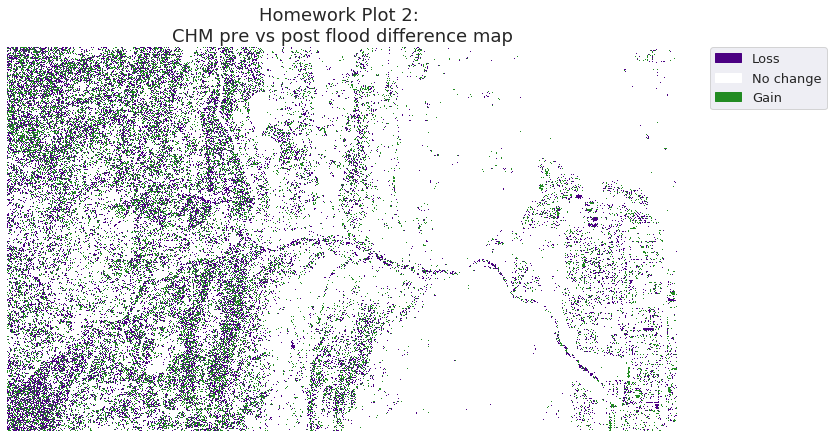 Homework Plot 2:
CHM pre vs post flood difference map
Loss
No change
Gain